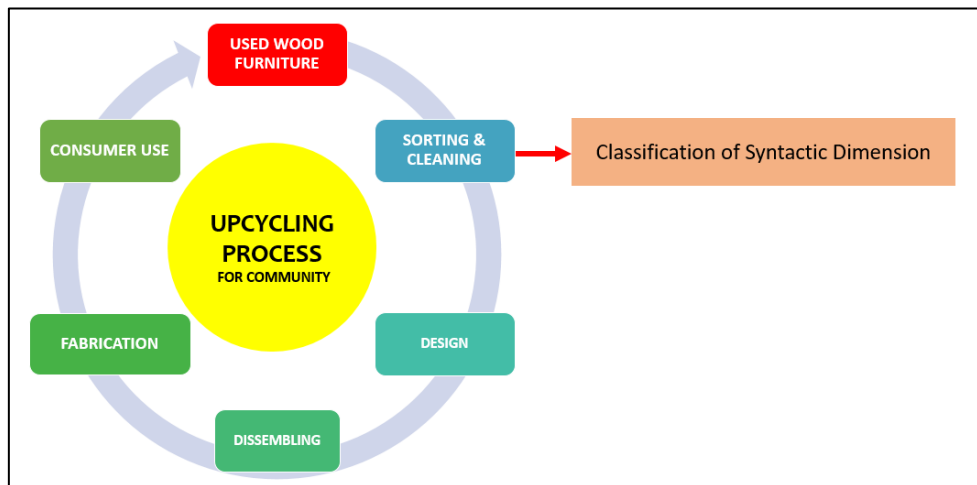 USED WOOD
FURNITURE
SORTING &
CLEANING
Classification of Syntactic Dimension
CONSUMER USE
UPCYCLING
PROCESS
FOR COMMUNITY
FABRICATION
DESIGN
DISSEMBLING